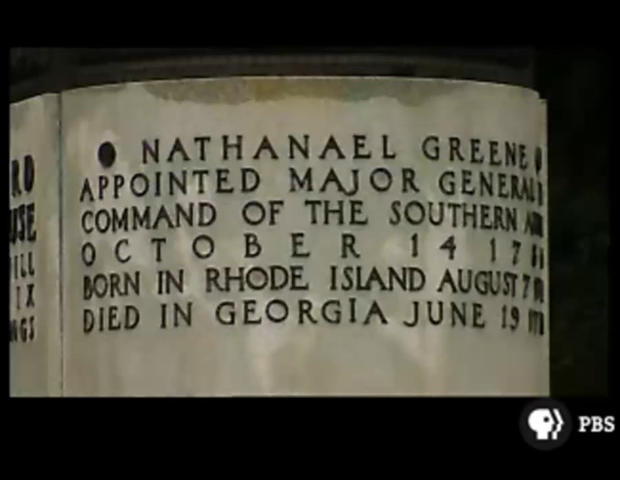 NATHANAEL GREENE
APPOINTED MAJOR GENERAL
COMMAND OF THE SOUTHERN
OCTOBER 14
BORN IN RHODE ISLAND AUGUST 7
DIED IN GEORGIA JUNE 19
PBS